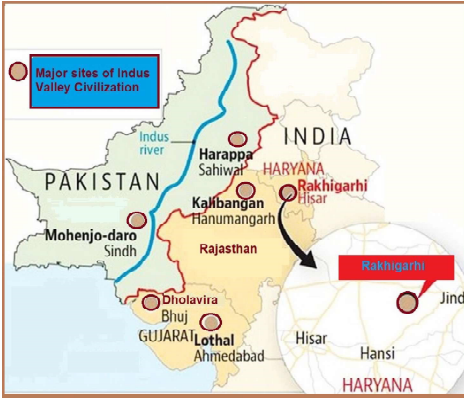 Major sites of Indus
Valley Civilization
Indus
river
INDIA
Harappa
Sahiwal
HARYANA
PAKISTAN
Rakhigarhi
Hisar
Kalibangan
Hanumangarh
Mohenjo-daro
Sindh
Rajasthan
Rakhigarhi
Dholavira
Bhuj
Jind
GUJARAT
Lothal
Ahmedabad
Hisar
Hansi
HARYANA